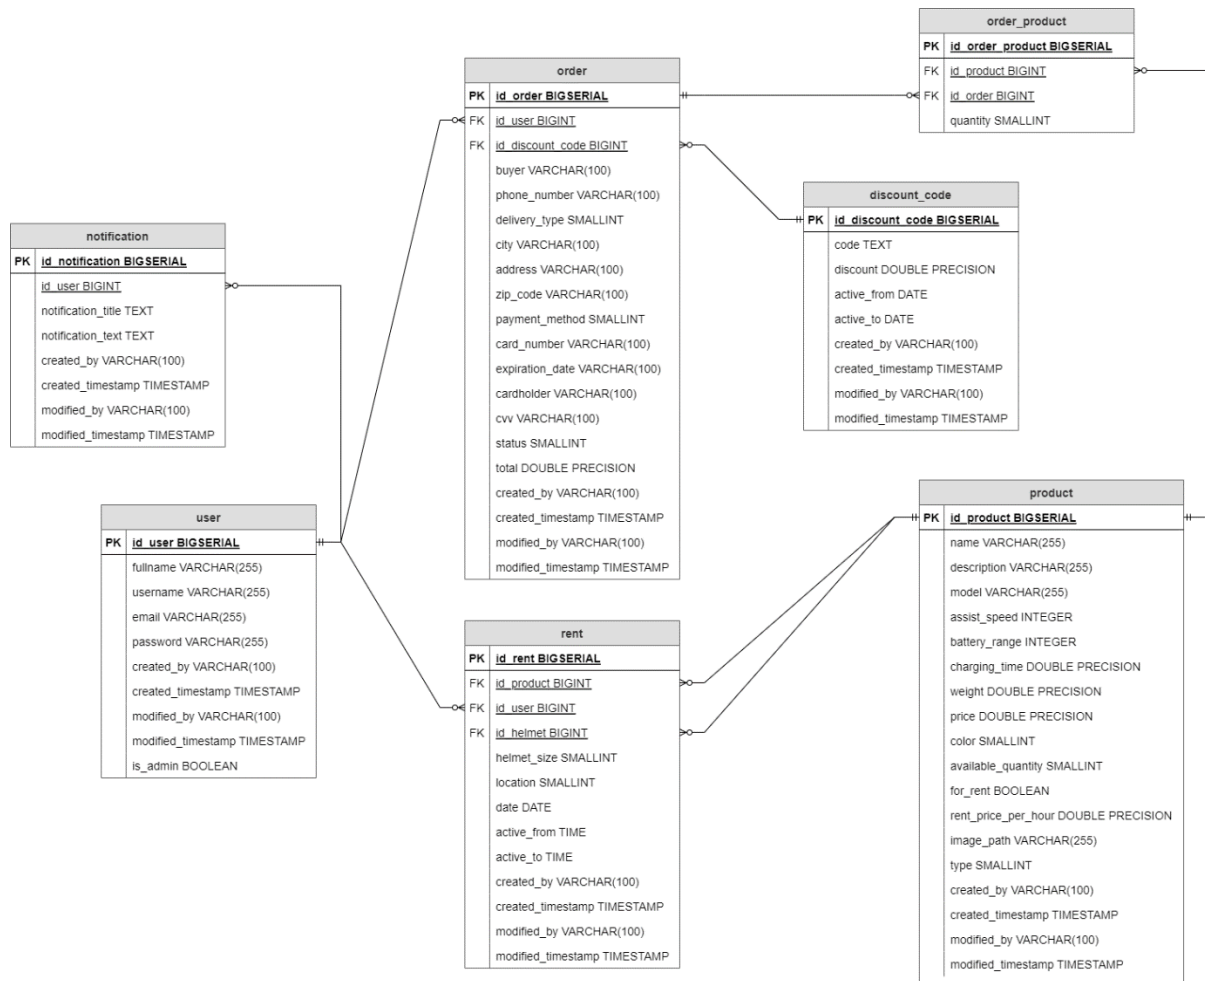 order_product
PK id_order_product BIGSERIAL
FK id_product BIGINT
FK id_order BIGINT
quantity SMALLINT
order
PK id_order BIGSERIAL
FK id_user BIGINT
FK id_discount_code BIGINT
buyer VARCHAR(100)
phone_number VARCHAR(100)
delivery_type SMALLINT
city VARCHAR(100)
address VARCHAR(100)
zip_code VARCHAR(100)
payment_method SMALLINT
card_number VARCHAR(100)
expiration_date VARCHAR(100)
cardholder VARCHAR(100)
cvv VARCHAR(100)
status SMALLINT
total DOUBLE PRECISION
created_by VARCHAR(100)
created_timestamp TIMESTAMP
modified_by VARCHAR(100)
modified_timestamp TIMESTAMP
discount_code
PK id_discount_code BIGSERIAL
code TEXT
discount DOUBLE PRECISION
active_from DATE
active_to DATE
created_by VARCHAR(100)
created_timestamp TIMESTAMP
modified_by VARCHAR(100)
modified_timestamp TIMESTAMP
notification
PK id_notification BIGSERIAL
id_user BIGINT
notification_title TEXT
notification_text TEXT
created_by VARCHAR(100)
created_timestamp TIMESTAMP
modified_by VARCHAR(100)
modified_timestamp TIMESTAMP
user
PK id_user BIGSERIAL
fullname VARCHAR(255)
username VARCHAR(255)
email VARCHAR(255)
password VARCHAR(255)
created_by VARCHAR(100)
created_timestamp TIMESTAMP
modified_by VARCHAR(100)
modified_timestamp TIMESTAMP
is_admin BOOLEAN
rent
PK id_rent BIGSERIAL
FK id_product BIGINT
FK id_user BIGINT
FK id_helmet BIGINT
helmet_size SMALLINT
location SMALLINT
date DATE
active_from TIME
active_to TIME
created_by VARCHAR(100)
created_timestamp TIMESTAMP
modified_by VARCHAR(100)
modified_timestamp TIMESTAMP
product
PK id_product BIGSERIAL
name VARCHAR(255)
description VARCHAR(255)
model VARCHAR(255)
assist_speed INTEGER
battery_range INTEGER
charging_time DOUBLE PRECISION
weight DOUBLE PRECISION
price DOUBLE PRECISION
color SMALLINT
available_quantity SMALLINT
for_rent BOOLEAN
rent_price_per_hour DOUBLE PRECISION
image_path VARCHAR(255)
type SMALLINT
created_by VARCHAR(100)
created_timestamp TIMESTAMP
modified_by VARCHAR(100)
modified_timestamp TIMESTAMP